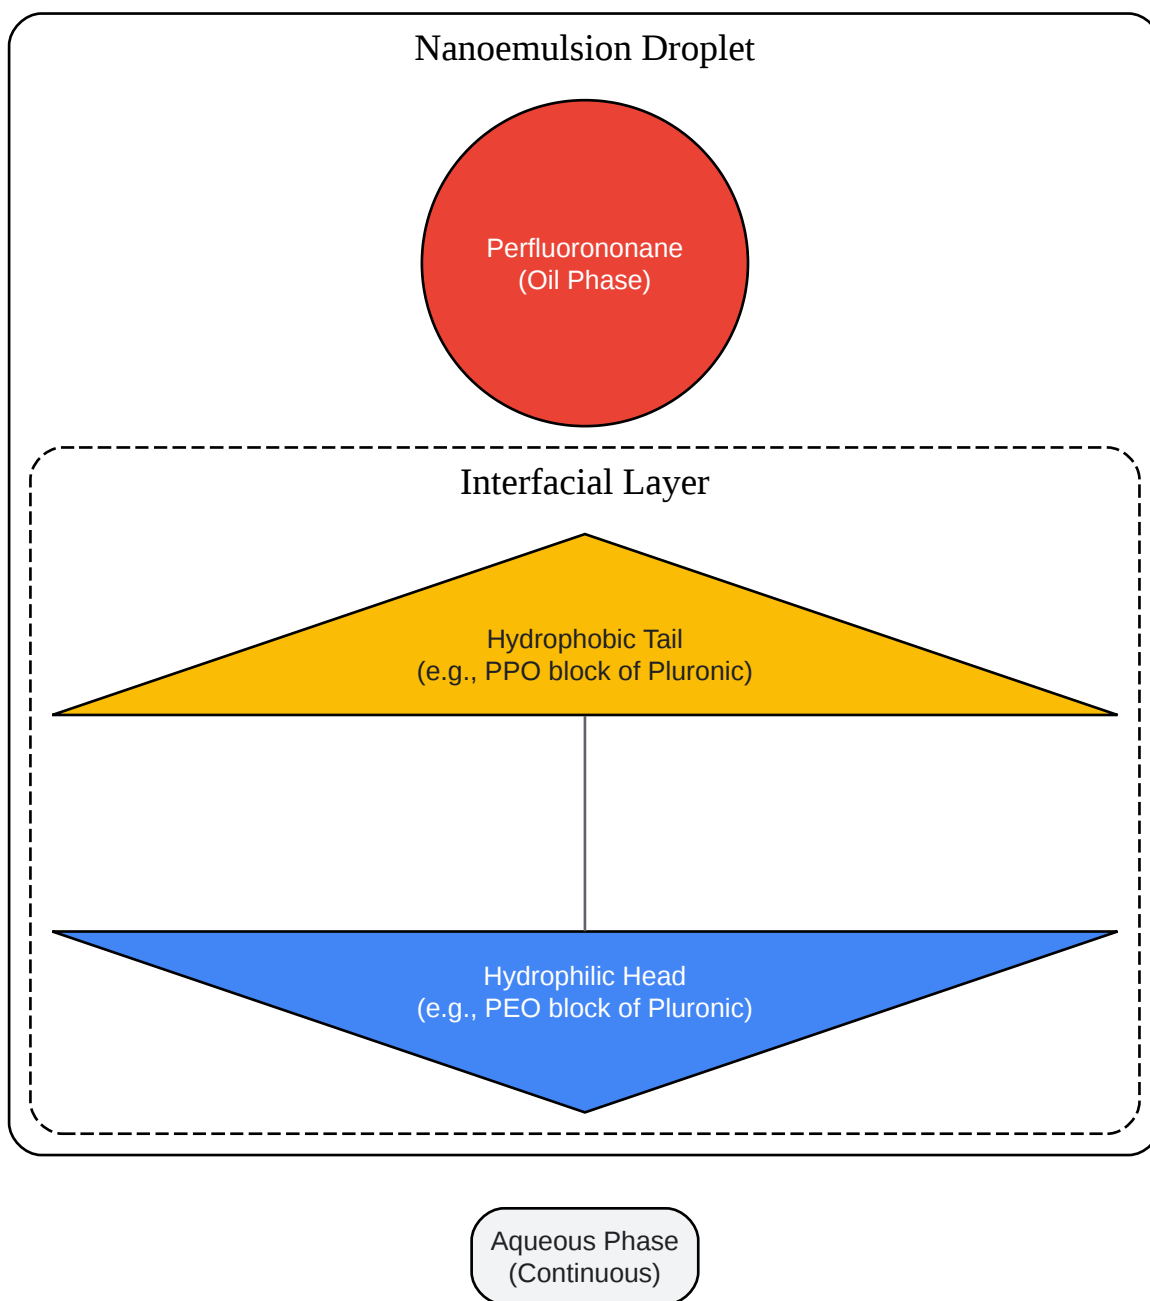 Nanoemulsion Droplet
Perfluorononane
(Oil Phase)
Interfacial Layer
Hydrophobic Tail
(e.g., PPO block of Pluronic)
Hydrophilic Head
(e.g., PEO block of Pluronic)
Aqueous Phase
(Continuous)